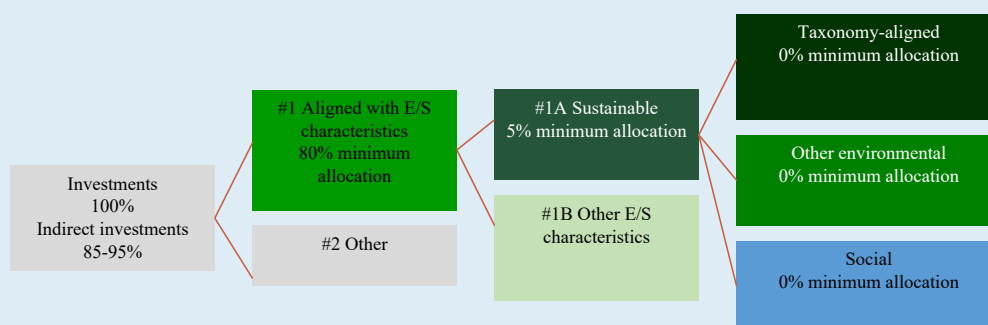 Investments
100%
Indirect investments
85-95%
#1 Aligned with E/S
characteristics
80% minimum
allocation
#2 Other
#1A Sustainable
5% minimum allocation
#1B Other E/S
characteristics
Taxonomy-aligned
0% minimum allocation
Other environmental
0% minimum allocation
Social
0% minimum allocation